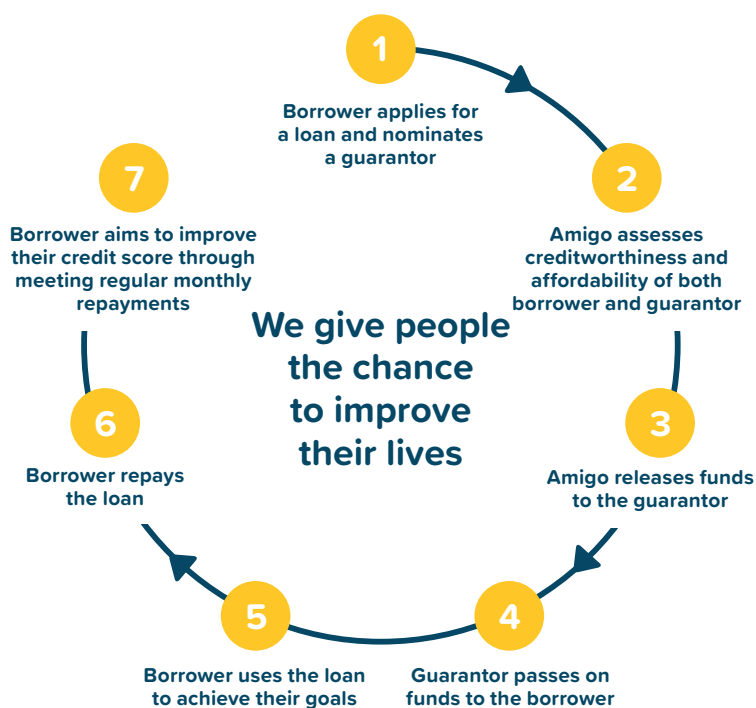 1
Borrower applies for
a loan and nominates
a guarantor
2
Amigo assesses
creditworthiness and
affordability of both
borrower and guarantor
3
Amigo releases funds
to the guarantor
4
Guarantor passes on
funds to the borrower
5
Borrower uses the loan
to achieve their goals
6
Borrower repays
the loan
7
Borrower aims to improve
their credit score through
meeting regular monthly
repayments
We give people
the chance
to improve
their lives